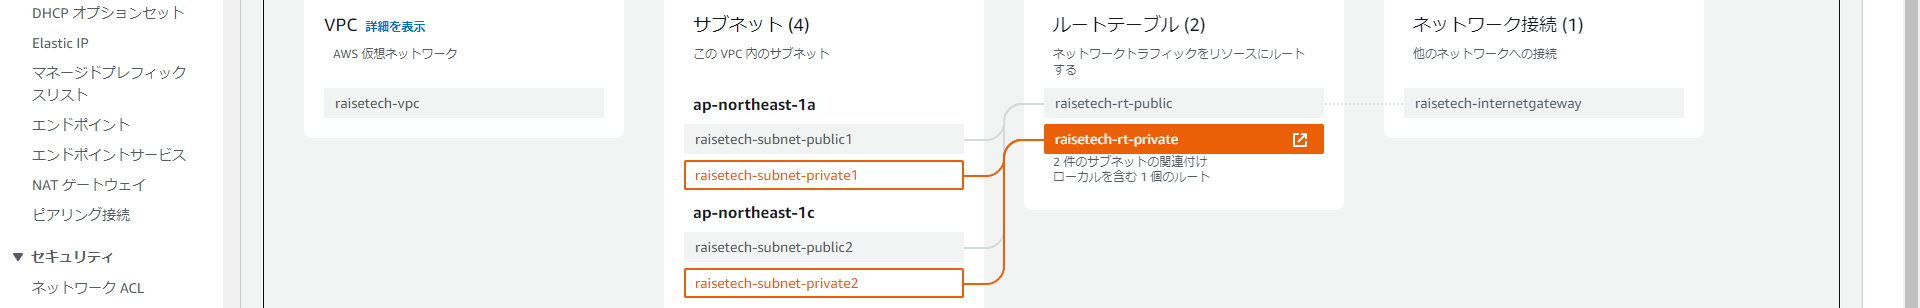 DHCP オプションセット
Elastic IP
マネージドプレフィック
スリスト
エンドポイント
エンドポイントサービス
NAT ゲートウェイ
ピアリング接続
▼ セキュリティ
ネットワーク ACL
VPC 詳細を表示
AWS 仮想ネットワーク
raisetech-vpc
サブネット (4)
この VPC 内のサブネット
ap-northeast-1a
raisetech-subnet-public1
raisetech-subnet-private1
ap-northeast-1c
raisetech-subnet-public2
raisetech-subnet-private2
ルートテーブル (2)
ネットワークトラフィックをリソースにルート
する
raisetech-rt-public
raisetech-rt-private
2 件のサブネットの関連付け
ローカルを含む 1 個のルート
ネットワーク接続 (1)
他のネットワークへの接続
raisetech-internetgateway